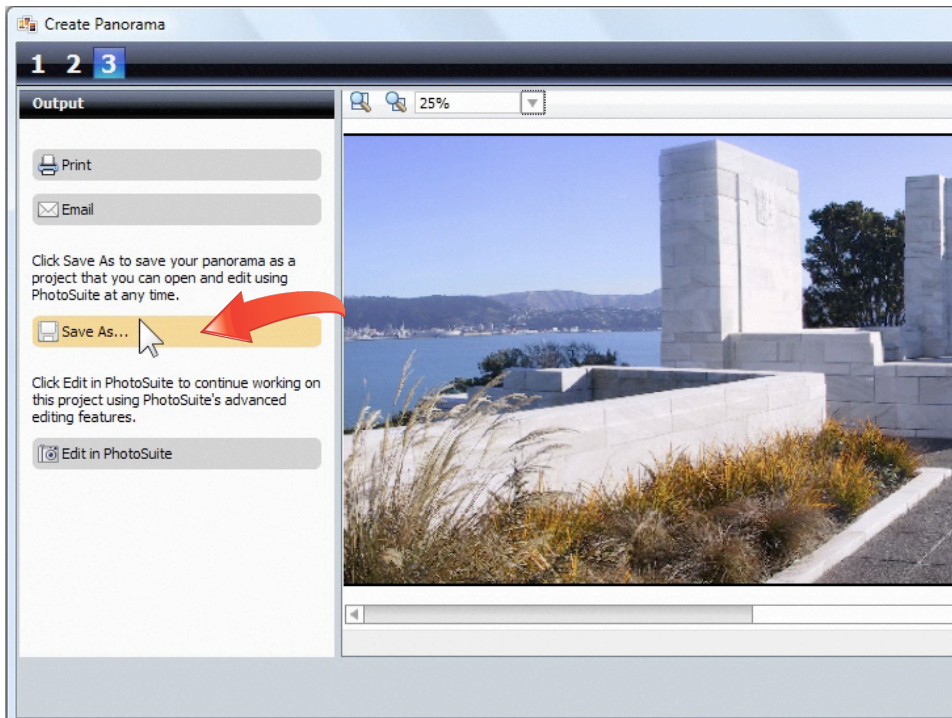 Create Panorama
1 2 3
Output
25%
Print
Email
Click Save As to save your panorama as a
project that you can open and edit using
PhotoSuite at any time.
Save As...
Click Edit in PhotoSuite to continue working on
this project using PhotoSuite's advanced
editing features.
Edit in PhotoSuite